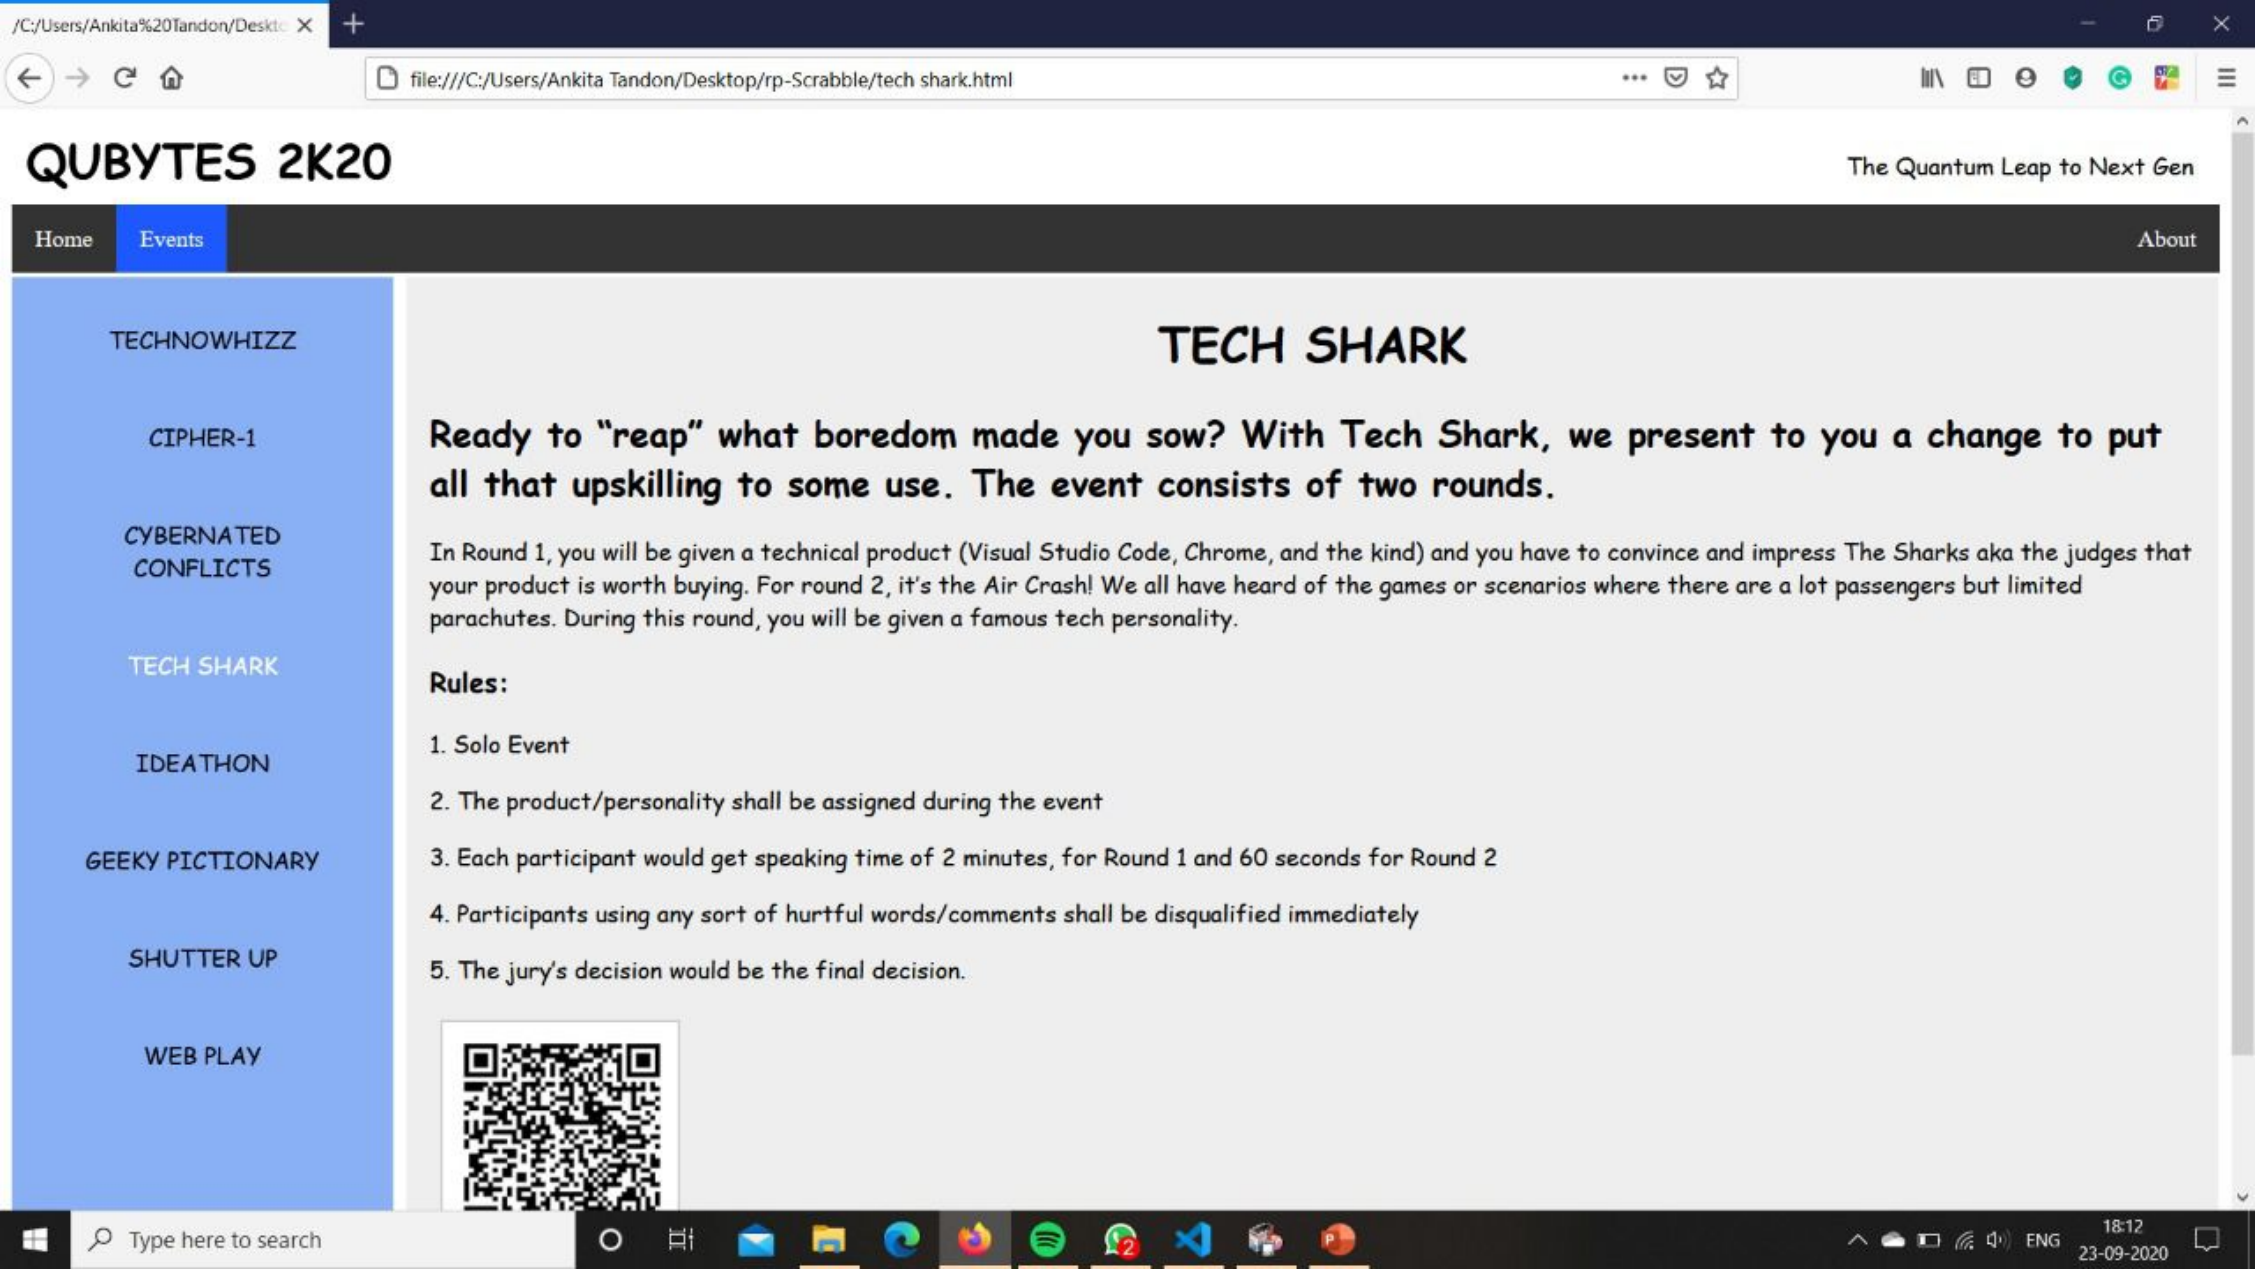 /C:/Users/Ankita%20Tandon/Deskt
file:///C:/Users/Ankita Tandon/Desktop/rp-Scrabble/tech shark.html
QUBYTES 2K20
The Quantum Leap to Next Gen
Home
Events
About
TECHNOWHIZZ
CIPHER-1
CYBERNATED
CONFLICTS
TECH SHARK
IDEATHON
GEEKY PICTIONARY
SHUTTER UP
WEB PLAY
TECH SHARK
Ready to “reap” what boredom made you sow? With Tech Shark, we present to you a change to put
all that upskilling to some use. The event consists of two rounds.
In Round 1, you will be given a technical product (Visual Studio Code, Chrome, and the kind) and you have to convince and impress The Sharks aka the judges that
your product is worth buying. For round 2, it’s the Air Crash! We all have heard of the games or scenarios where there are a lot passengers but limited
parachutes. During this round, you will be given a famous tech personality.
Rules:
1. Solo Event
2. The product/personality shall be assigned during the event
3. Each participant would get speaking time of 2 minutes, for Round 1 and 60 seconds for Round 2
4. Participants using any sort of hurtful words/comments shall be disqualified immediately
5. The jury’s decision would be the final decision.
Type here to search
2
ENG
18:12
23-09-2020